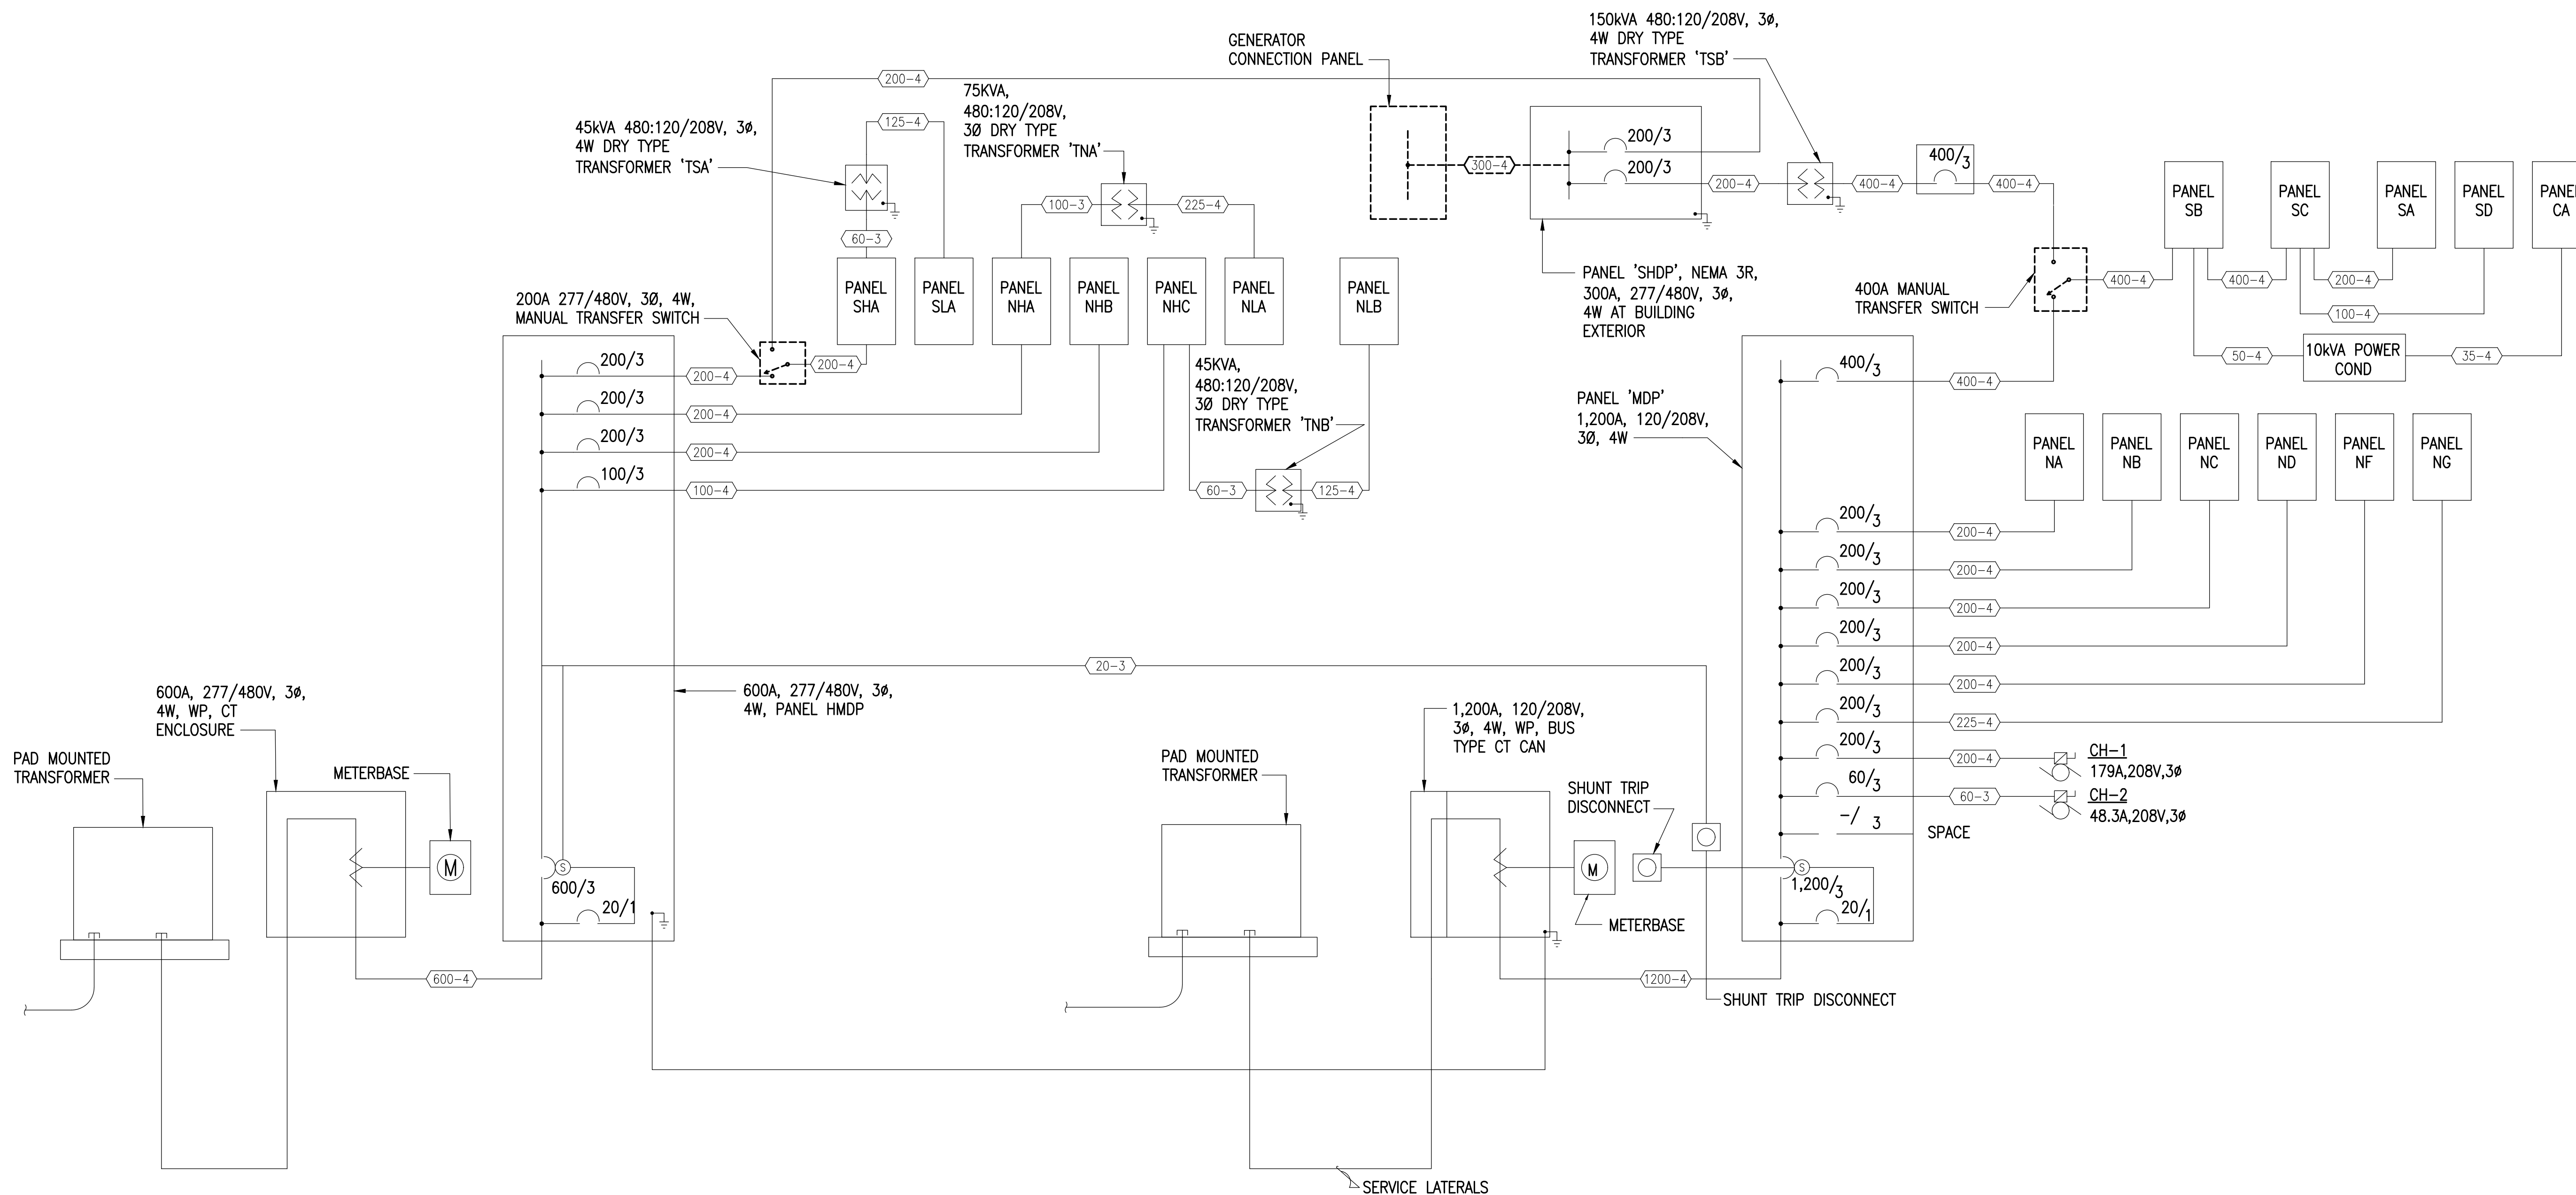 150kVA 480:120/208V, 3ø,
4W DRY TYPE
TRANSFORMER ‘TSB’
GENERATOR
CONNECTION PANEL
200-4
75KVA,
480:120/208V,
3Ø DRY TYPE
TRANSFORMER 'TNA'
45kVA 480:120/208V, 3ø,
4W DRY TYPE
TRANSFORMER ‘TSA’
125-4
60-3
100-3
225-4
300-4
200/3
200/3
200-4
400-4
400/3
400-4
PANEL
SB
PANEL
SC
PANEL
SA
PANEL
SD
PANEL
CA
PANEL
SHA
PANEL
SLA
PANEL
NHA
PANEL
NHB
PANEL
NHC
PANEL
NLA
PANEL
NLB
PANEL 'SHDP', NEMA 3R,
300A, 277/480V, 3ø,
4W AT BUILDING
EXTERIOR
400A MANUAL
TRANSFER SWITCH
400-4
400-4
200-4
100-4
50-4
10kVA POWER
COND
35-4
200A 277/480V, 3Ø, 4W,
MANUAL TRANSFER SWITCH
200/3
200-4
200-4
200/3
200-4
200/3
200-4
100/3
100-4
45KVA,
480:120/208V,
3Ø DRY TYPE
TRANSFORMER 'TNB'
60-3
125-4
PANEL 'MDP'
1,200A, 120/208V,
3Ø, 4W
400/3
400-4
PANEL
NA
PANEL
NB
PANEL
NC
PANEL
ND
PANEL
NF
PANEL
NG
200/3
200-4
200/3
200-4
200/3
200-4
200/3
200-4
200/3
200-4
200/3
225-4
200/3
200-4
CH-1
179A,208V,3ø
60/3
60-3
CH-2
48.3A,208V,3ø
-/ 3
SPACE
20-3
600A, 277/480V, 3ø,
4W, WP, CT
ENCLOSURE
600A, 277/480V, 3ø,
4W, PANEL HMDP
1,200A, 120/208V,
3ø, 4W, WP, BUS
TYPE CT CAN
PAD MOUNTED
TRANSFORMER
METERBASE
M
S
600/3
20/1
600-4
PAD MOUNTED
TRANSFORMER
SHUNT TRIP
DISCONNECT
M
METERBASE
S
1,200/3
20/1
1200-4
SHUNT TRIP DISCONNECT
SERVICE LATERALS